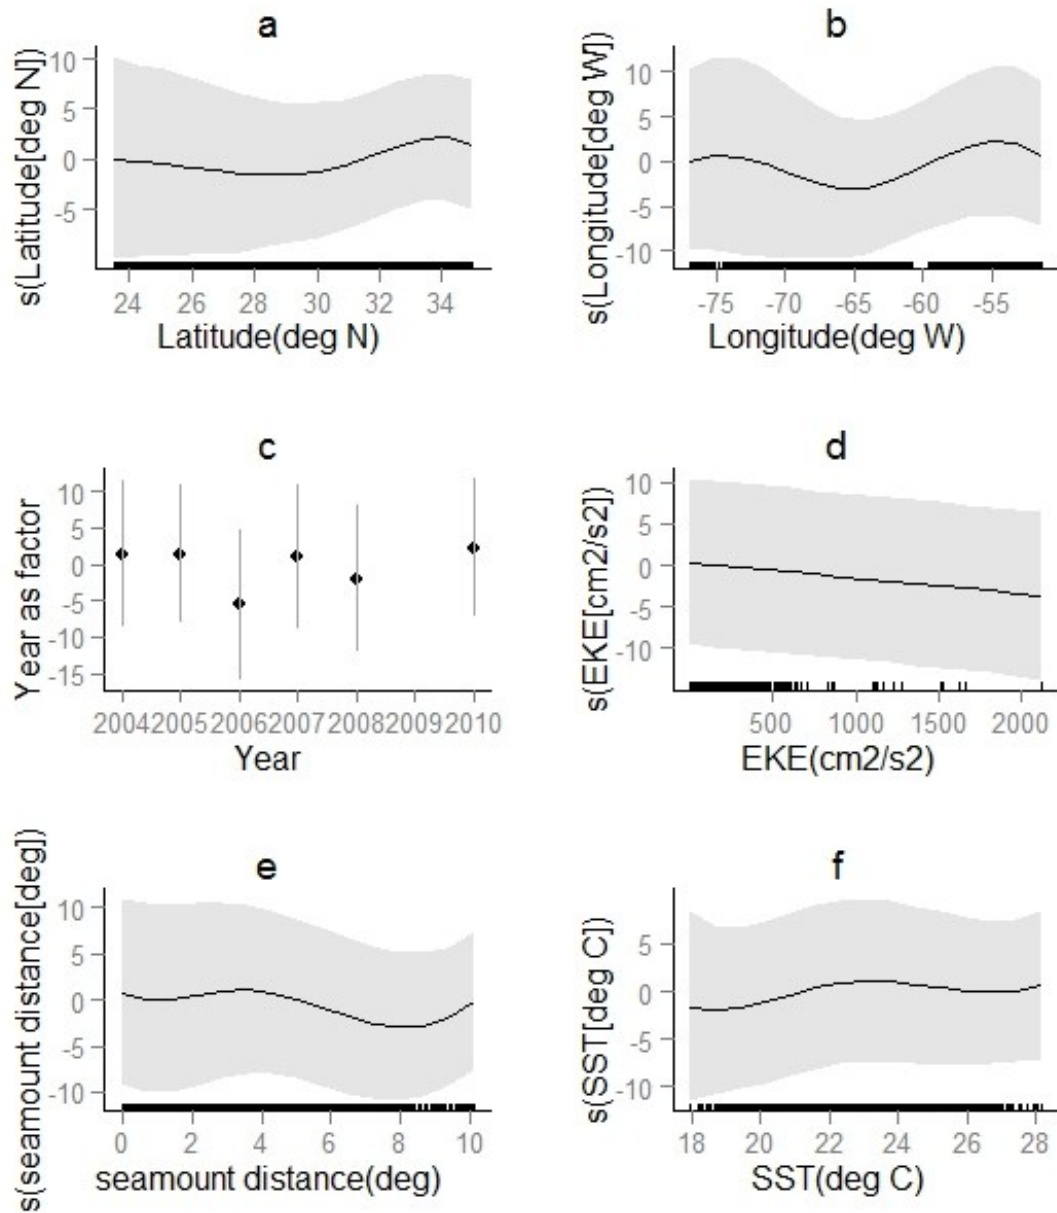 a
s(Latitude[deg N])
10
5
0
-5
24 26 28 30 32 34
Latitude(deg N)
b
s(Longitude[deg W])
10
5
0
-5
-10
-75 -70 -65 -60 -55
Longitude(deg W)
c
Year as factor
10
5
0
-5
-10
-15
2004 2005 2006 2007 2008 2009 2010
Year
d
s(EKE[cm2/s2])
10
5
0
-5
-10
500 1000 1500 2000
EKE(cm2/s2)
e
s(seamount distance[deg])
10
5
0
-5
-10
0 2 4 6 8 10
seamount distance(deg)
f
s(SST[deg C])
5
0
-5
-10
18 20 22 24 26 28
SST(deg C)